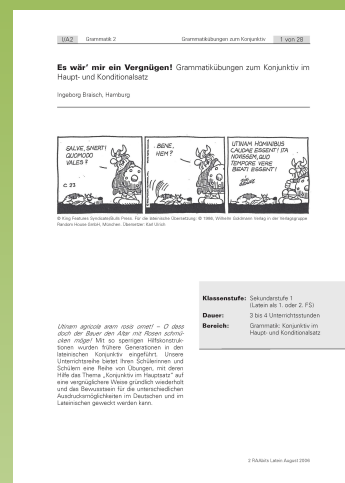 I/A2 Grammatik 2 Grammatikübungen zum Konjunktiv 1 von 28
Es wär' mir ein Vergnügen! Grammatikübungen zum Konjunktiv im
Haupt- und Konditionalsatz
Ingeborg Braisch, Hamburg
SALVE, SNERT!
QUOMODO
VALES?
BENE,
HEM?
UTINAM HOMINIBUS
CAUDAE ESSENT! ITA
NOVISSEM, QUO
TEMPORE VERE
BEATI ESSENT!
© King Features Syndicate/Bulls Press. Für die lateinische Übersetzung: © 1986, Wilhelm Goldmann Verlag in der Verlagsgruppe
Random House GmbH, München. Übersetzer: Karl Ulrich
Klassenstufe: Sekundarstufe 1
(Latein als 1. oder 2. FS)
Dauer: 3 bis 4 Unterrichtsstunden
Bereich: Grammatik: Konjunktiv im
Haupt- und Konditionalsatz
Utinam agricola aram rosis ornet! – O dass
doch der Bauer den Altar mit Rosen schmü-
cken möge! Mit so sperrigen Hilfskonstruk-
tionen wurden frühere Generationen in den
lateinischen Konjunktiv eingeführt. Unsere
Unterrichtsreihe bietet Ihren Schülerinnen und
Schülern eine Reihe von Übungen, mit deren
Hilfe das Thema „Konjunktiv im Hauptsatz" auf
eine vergnüglichere Weise gründlich wiederholt
und das Bewusstsein für die unterschiedlichen
Ausdrucksmöglichkeiten im Deutschen und im
Lateinischen geweckt werden kann.
2 RAAbits Latein August 2008